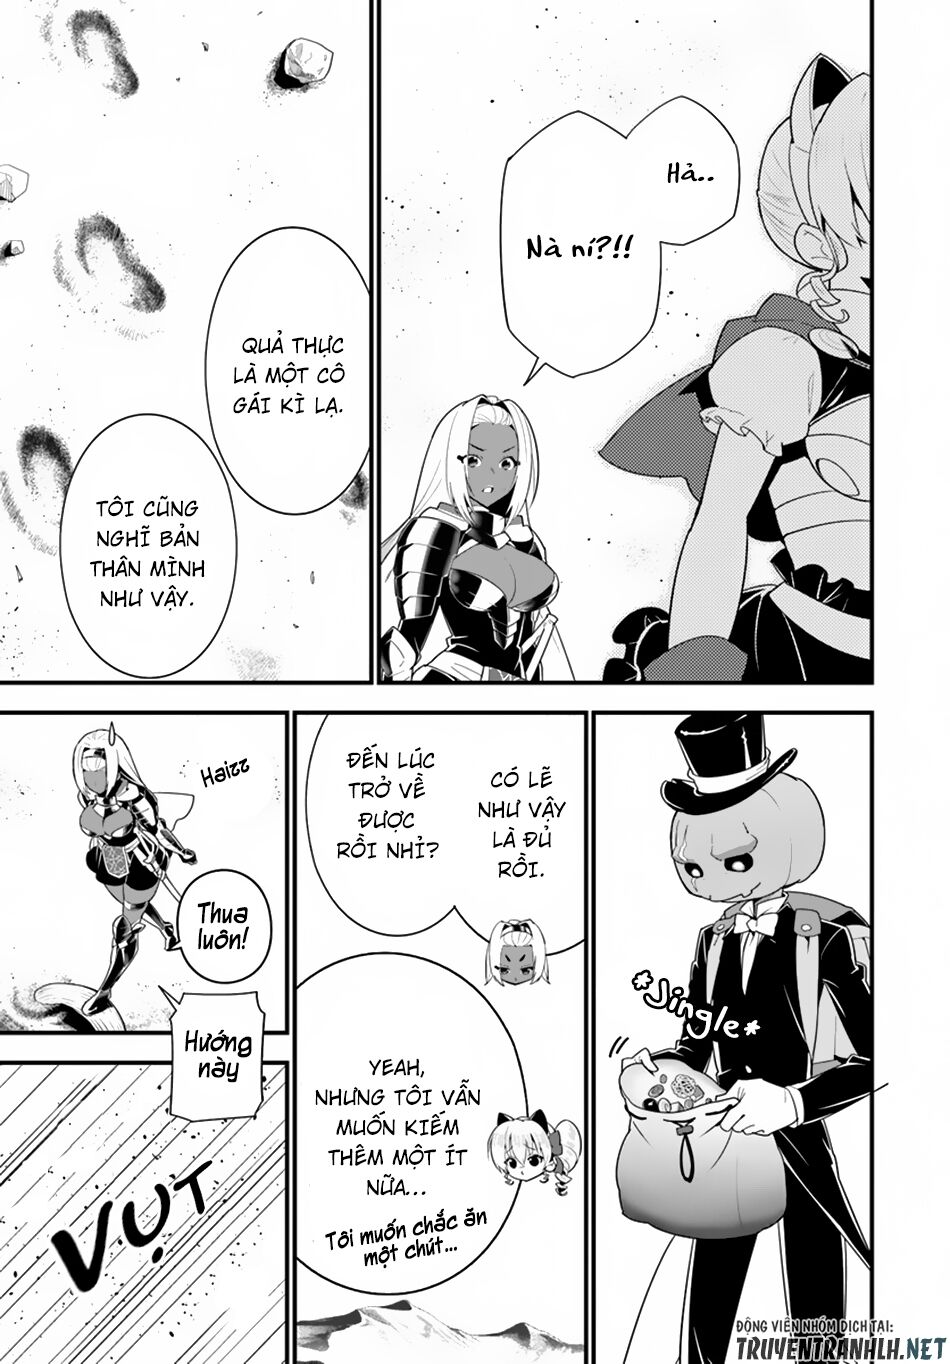 Hả..
Nà ní?!!
QUẢ THỰC
LÀ MỘT CÔ
GÁI KÌ LẠ.
TÔI CŨNG
NGHĨ BẢN
THÂN MÌNH
NHƯ VẬY.
*Jingle*
CÓ LẼ
NHƯ VẬY
LÀ ĐỦ
RỒI.
ĐẾN LÚC
TRỞ VỀ
ĐƯỢC
RỒI NHỈ?
YEAH,
NHƯNG TÔI VẪN
MUỐN KIẾM
THÊM MỘT ÍT
NỮA...
Tôi muốn chắc ăn
một chút...
Haizz
Thua
luôn!
Hướng
này
VỤT
ĐỘNG VIÊN NHÓM DỊCH TẠI:
TRUYENTRANHLH.NET